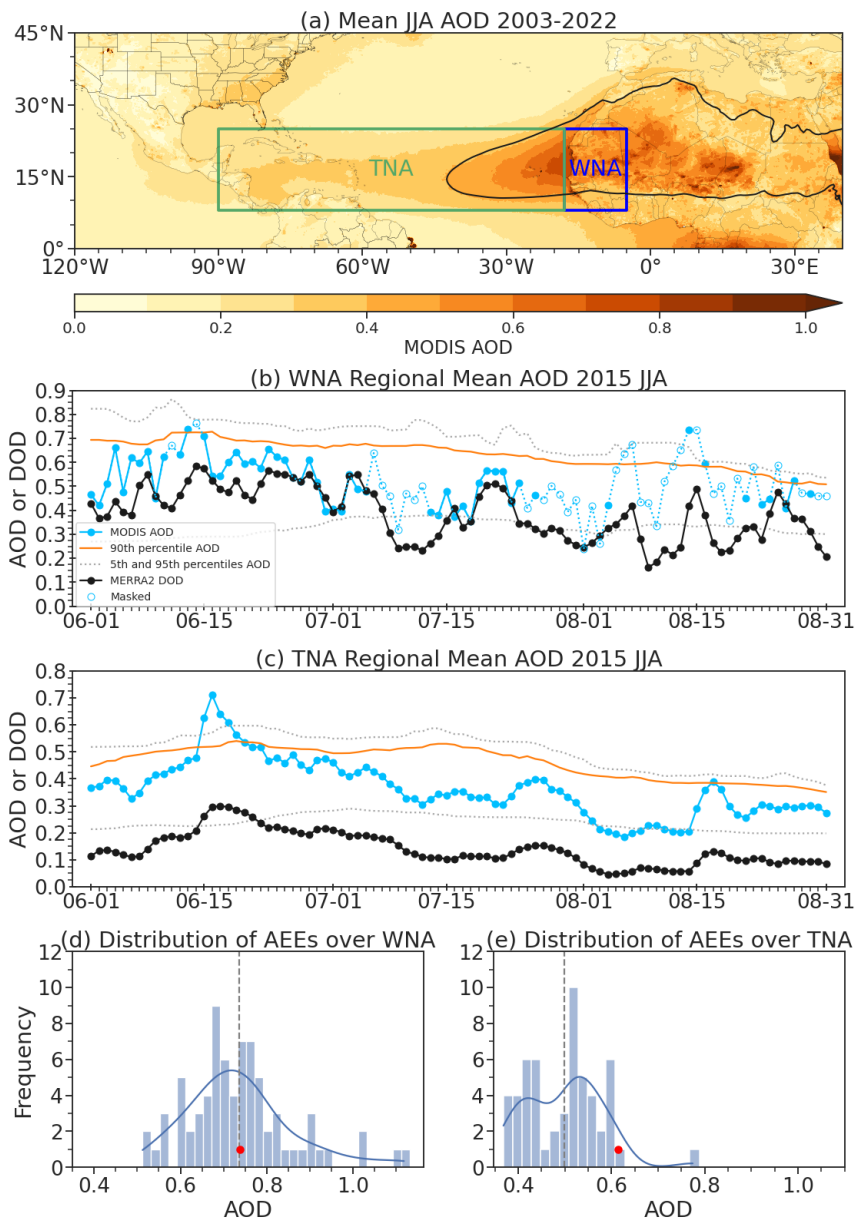 (a) Mean JJA AOD 2003-2022
45°N
30°N
15°N
0°
TNA
WNA
120°W 90°W 60°W 30°W 0° 30°E
0.0 0.2 0.4 0.6 0.8 1.0
MODIS AOD
(b) WNA Regional Mean AOD 2015 JJA
AOD or DOD
0.9
0.8
0.7
0.6
0.5
0.4
0.3
0.2
0.1
0.0
MODIS AOD
90th percentile AOD
5th and 95th percentiles AOD
MERRA2 DOD
Masked
06-01 06-15 07-01 07-15 08-01 08-15 08-31
(c) TNA Regional Mean AOD 2015 JJA
AOD or DOD
0.8
0.7
0.6
0.5
0.4
0.3
0.2
0.1
0.0
06-01 06-15 07-01 07-15 08-01 08-15 08-31
(d) Distribution of AEEs over WNA
Frequency
12
10
8
6
4
2
0
0.4 0.6 0.8 1.0
AOD
(e) Distribution of AEEs over TNA
12
10
8
6
4
2
0
0.4 0.6 0.8 1.0
AOD